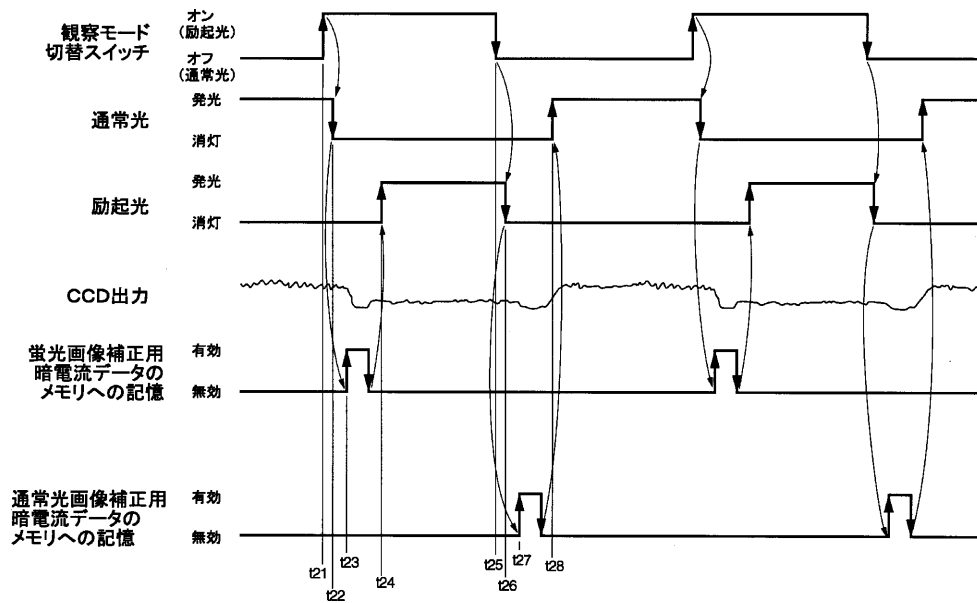 観察モード
切替スイッチ
オン
(励起光)
オフ
(通常光)
通常光
発光
消灯
励起光
発光
消灯
CCD出力
蛍光画像補正用
暗電流データの
メモリへの記憶
有効
無効
通常光画像補正用
暗電流データの
メモリへの記憶
有効
無効
t21
t22
t23
t24
t25
t26
t27
t28